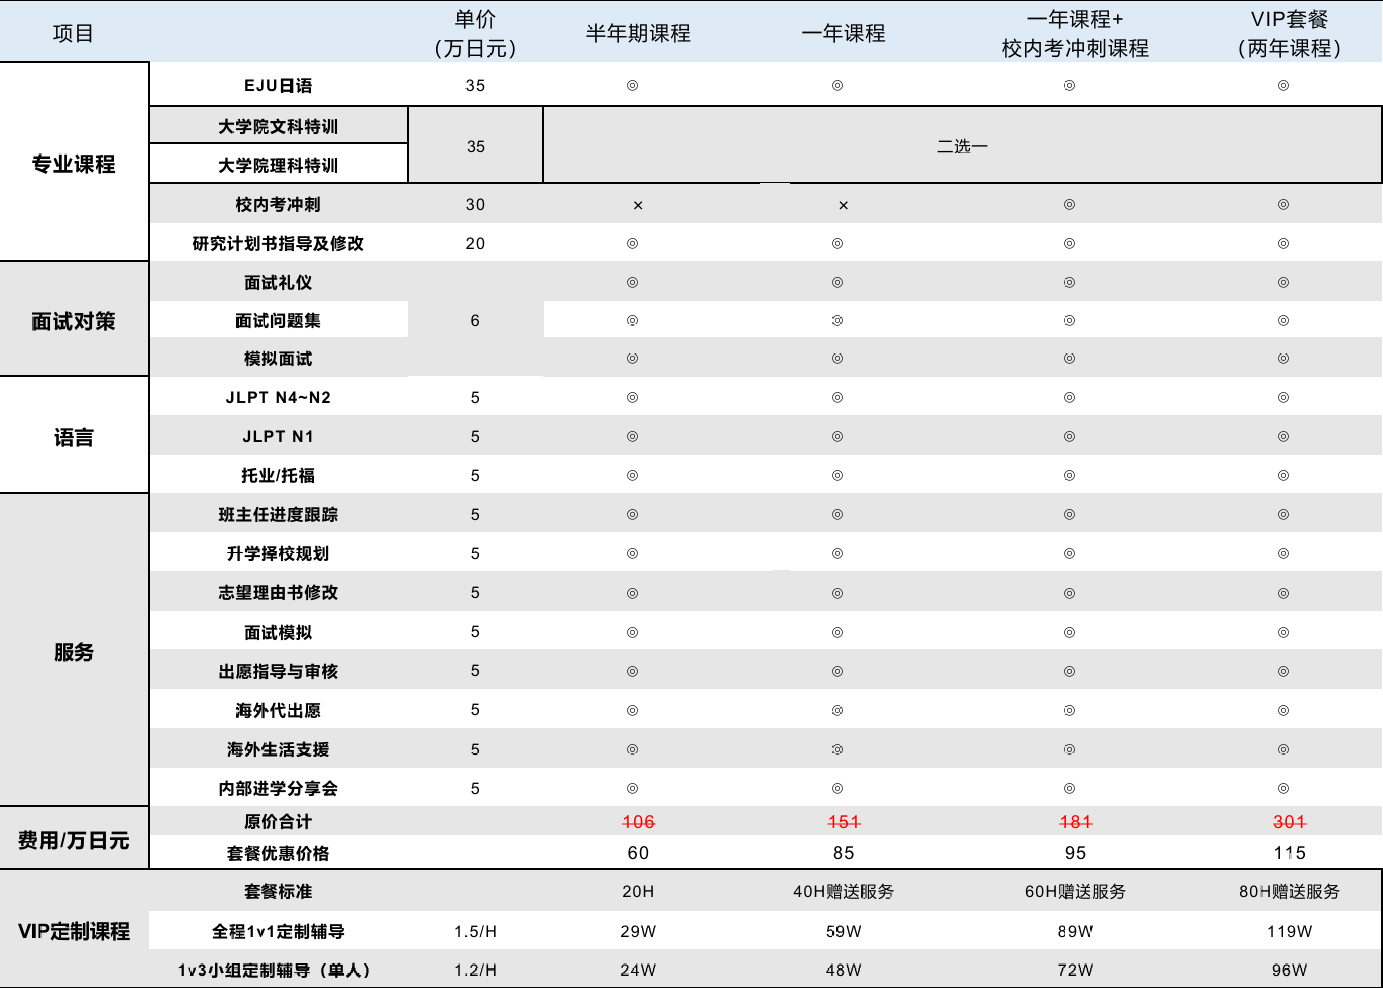 项目 单价（万日元） 半年期课程 一年课程 一年课程+校内考冲刺课程 VIP套餐（两年课程）
专业课程
EJU日语 35 ◎ ◎ ◎ ◎
大学院文科特训
大学院理科特训
35 二选一
校内考冲刺 30 × × ◎ ◎
研究计划书指导及修改 20 ◎ ◎ ◎ ◎
面试对策
面试礼仪 ◎ ◎ ◎ ◎
面试问题集 6 ◎ ◎ ◎ ◎
模拟面试 ◎ ◎ ◎ ◎
语言
JLPT N4~N2 5 ◎ ◎ ◎ ◎
JLPT N1 5 ◎ ◎ ◎ ◎
托业/托福 5 ◎ ◎ ◎ ◎
服务
班主任进度跟踪 5 ◎ ◎ ◎ ◎
升学择校规划 5 ◎ ◎ ◎ ◎
志望理由书修改 5 ◎ ◎ ◎ ◎
面试模拟 5 ◎ ◎ ◎ ◎
出愿指导与审核 5 ◎ ◎ ◎ ◎
海外代出愿 5 ◎ ◎ ◎ ◎
海外生活支援 5 ◎ ◎ ◎ ◎
内部进学分享会 5 ◎ ◎ ◎ ◎
费用/万日元
原价合计 106 151 181 301
套餐优惠价格 60 85 95 115
VIP定制课程
套餐标准 20H 40H赠送服务 60H赠送服务 80H赠送服务
全程1v1定制辅导 1.5/H 29W 59W 89W 119W
1v3小组定制辅导（单人） 1.2/H 24W 48W 72W 96W